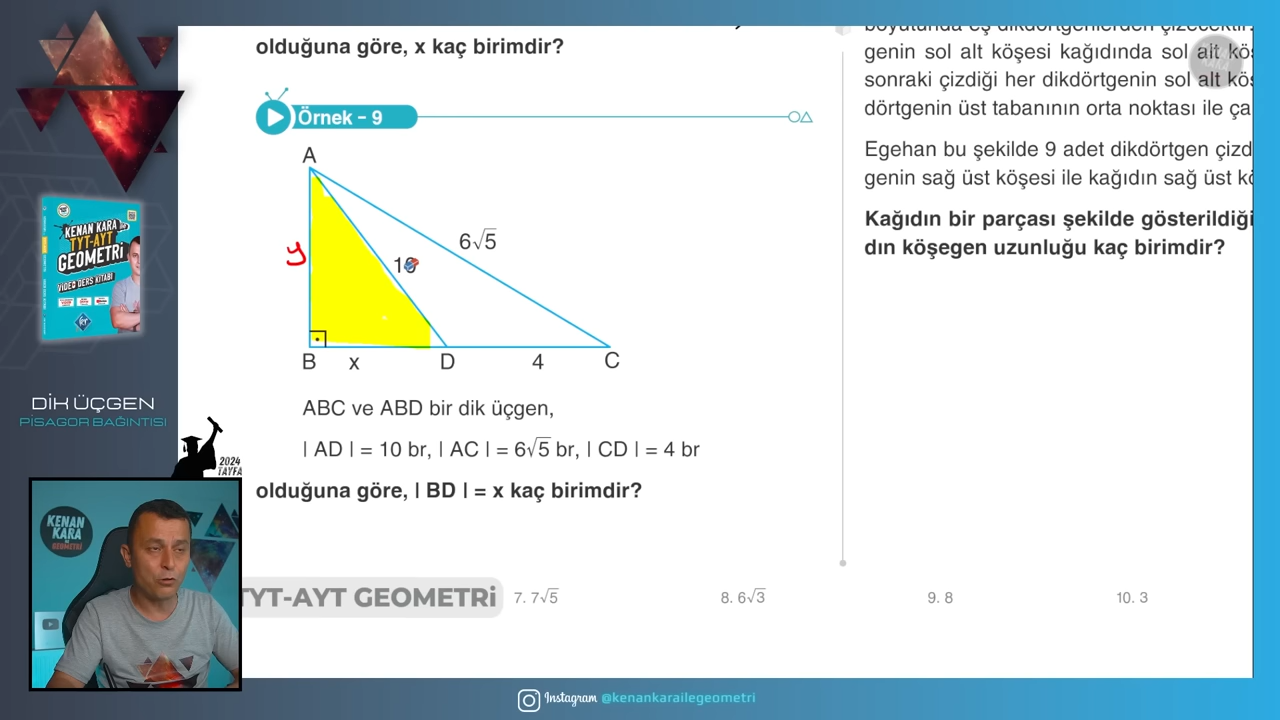 olduğuna göre, x kaç birimdir?
Örnek - 9
A
y
6√5
10
B
x
D
4
C
ABC ve ABD bir dik üçgen,
| AD | = 10 br, | AC | = 6√5 br, | CD | = 4 br
olduğuna göre, | BD | = x kaç birimdir?
genin sol alt köşesi kağıdında sol alt
sonraki çizdiği her dikdörtgenin sol alt
dörtgenin üst tabanının orta noktası ile
Egehan bu şekilde 9 adet dikdörtgen
genin sağ üst köşesi ile kağıdın sağ üst
Kağıdın bir parçası şekilde
dın köşegen uzunluğu kaç birimdir?
KENAN KARA
TYT-AYT
GEOMETRİ
VİDEO DERS KİTABI
DİK ÜÇGEN
PİSAGOR BAĞINTISI
2024
TAYFA
KENAN
KARA
GEOMETRİ
TYT-AYT GEOMETRİ
7. 7√5
8. 6√3
9. 8
10. 3
Instagram @kenankarailegeometri